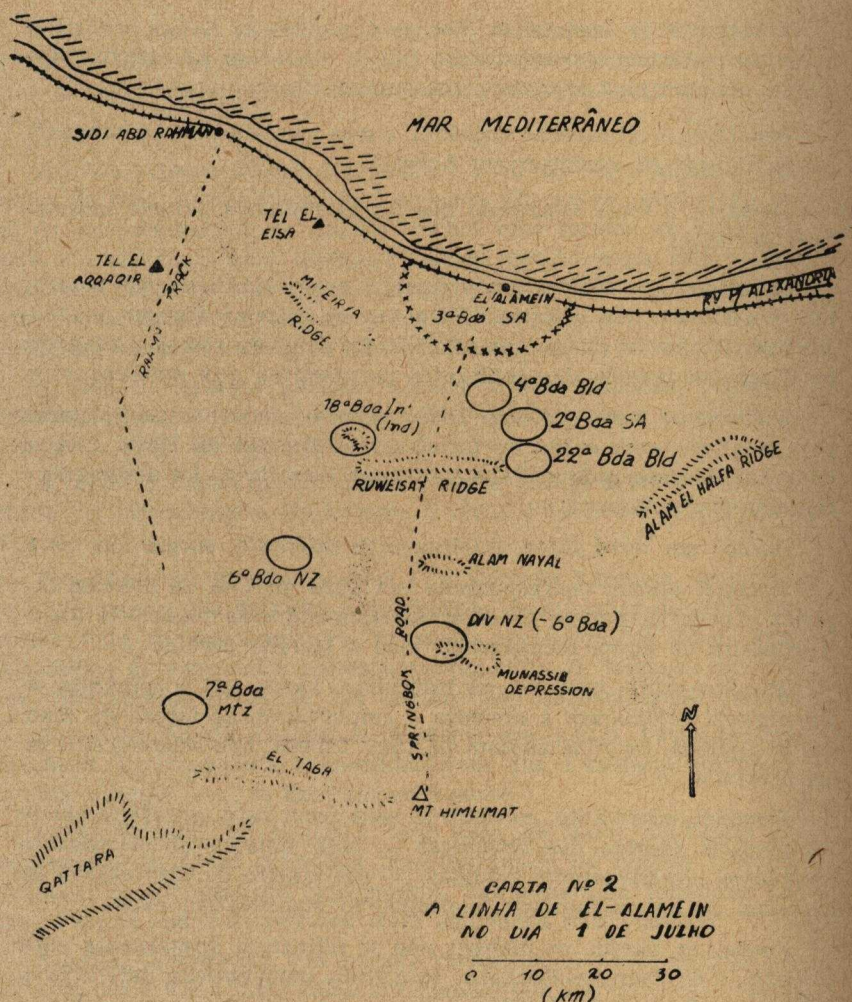 MAR MEDITERRÂNEO
SIDI ABD RAHMAN
TEL EL
EISA
TEL EL
AQQAQIR
RAHMAN TRACK
MITEIRIA
RIDGE
EL ALAMEIN
3ª Bda SA
RY Pª ALEXANDRIA
4ª Bda Bld
2ª Bda SA
22ª Bda Bld
18ª Bda Inf
(Ind)
RUWEISAT RIDGE
ALAM EL HALFA RIDGE
6ª Bda NZ
ALAM NAYAL
DIV NZ (-6ª Bda)
MUNASSIB
DEPRESSION
SPRINGBOK ROAD
7ª Bda
Mtz
EL TAGA
MT HIMEIMAT
QATTARA
N
CARTA Nº 2
A LINHA DE EL-ALAMEIN
NO DIA 1 DE JULHO
0 10 20 30
(km)